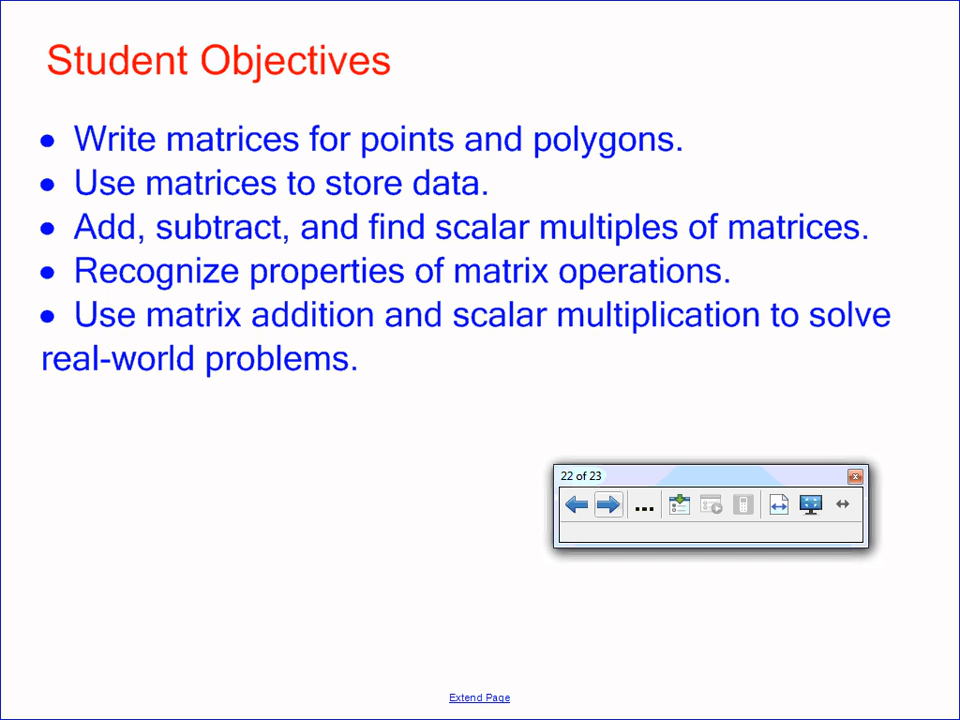 Student Objectives
• Write matrices for points and polygons.
• Use matrices to store data.
• Add, subtract, and find scalar multiples of matrices.
• Recognize properties of matrix operations.
• Use matrix addition and scalar multiplication to solve
real-world problems.
22 of 23
...
Extend Page